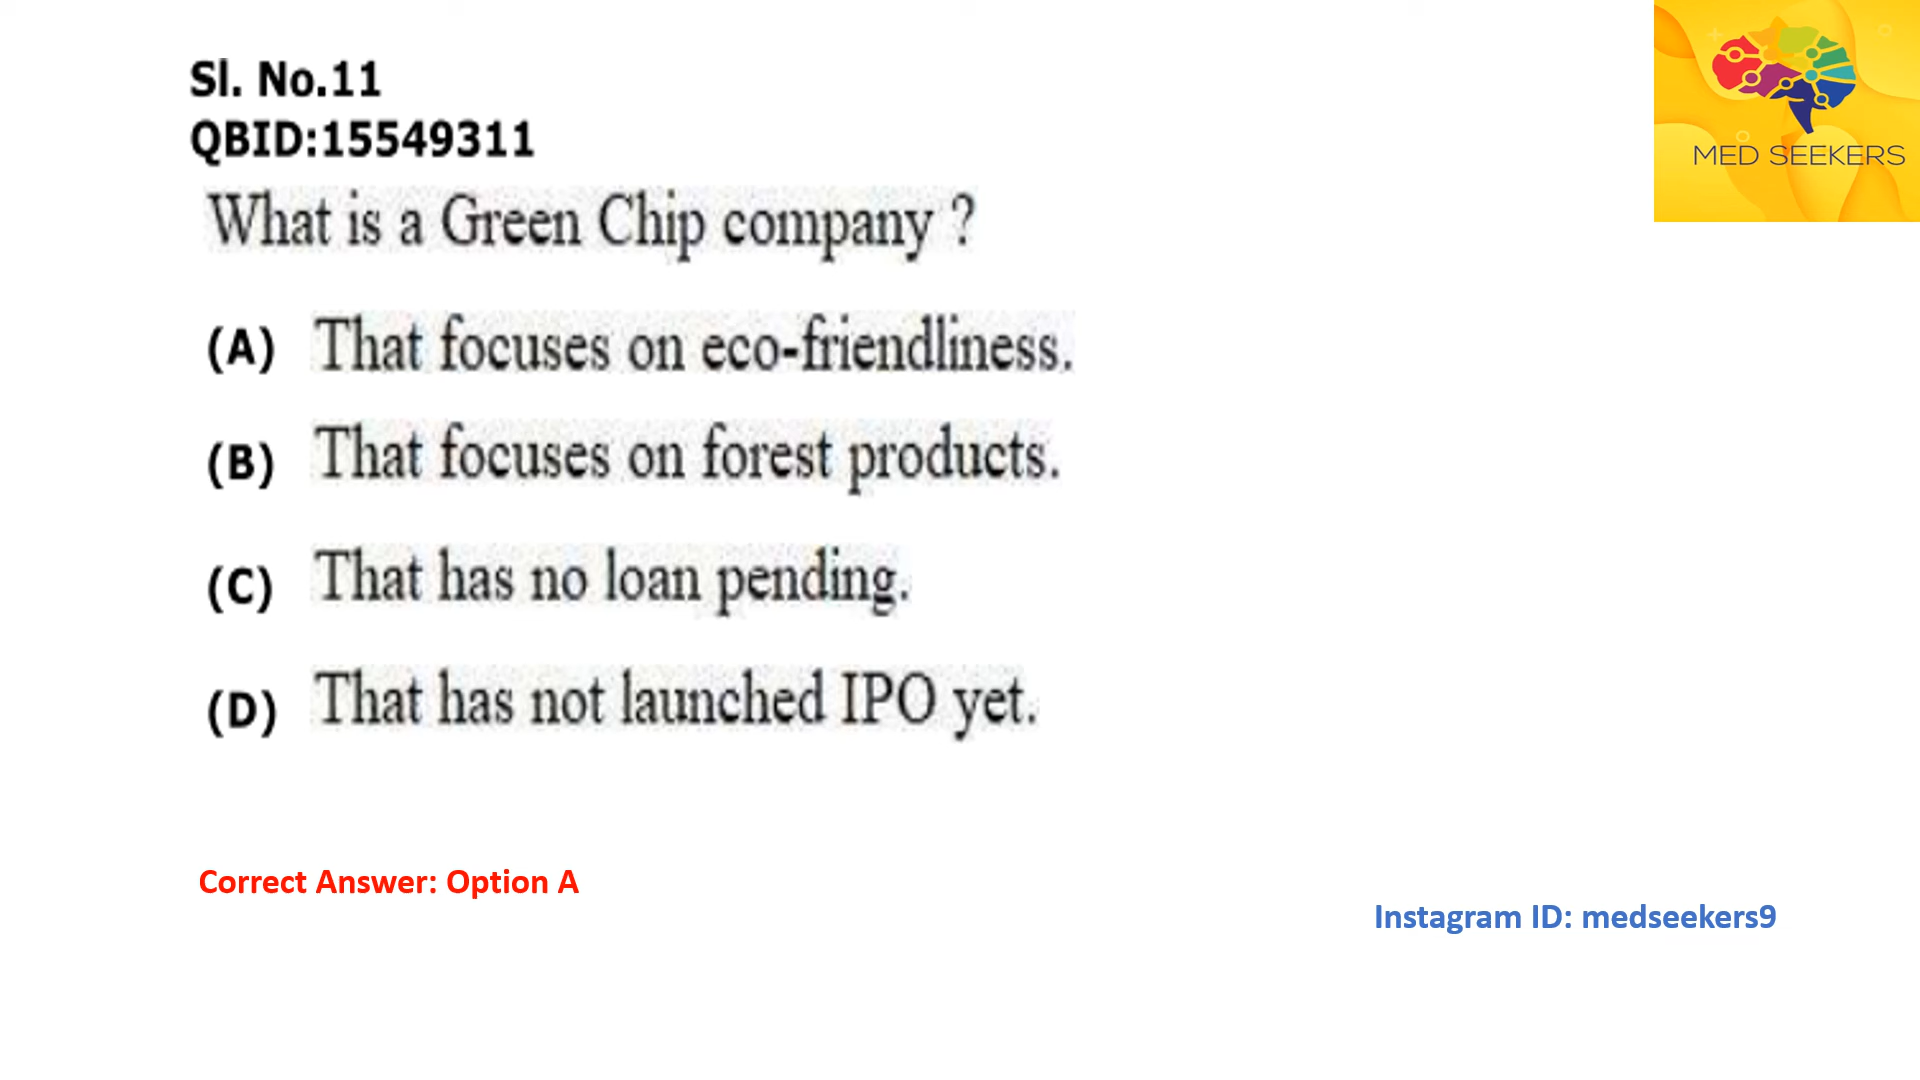 Sl. No.11
QBID:15549311
What is a Green Chip company ?
(A) That focuses on eco-friendliness.
(B) That focuses on forest products.
(C) That has no loan pending.
(D) That has not launched IPO yet.
Correct Answer: Option A
Instagram ID: medseekers9
MED SEEKERS